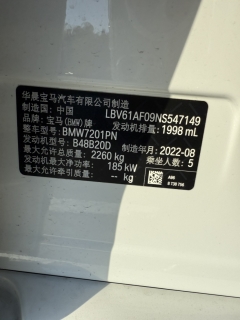 华晨宝马汽车有限公司制造
制造国：中国 LBV61AF09NS547149
品牌：宝马(BMW)牌 发动机排量：1998 mL
整车型号：BMW7201PN
发动机型号：B48B20D 制造年月：2022-08
最大允许总质量：2260 kg 乘坐人数：5
发动机最大净功率：185 kW
最大允许牵引质量：-- kg